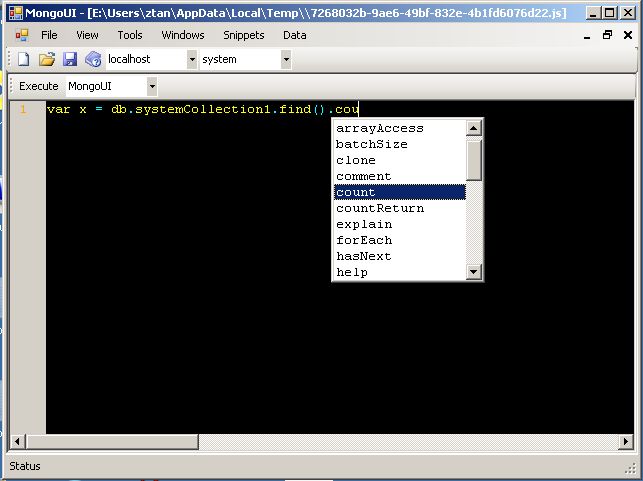 MongoUI - [E:\Users\ztan\AppData\Local\Temp\\7268032b-9ae6-49bf-832e-4b1fd6076d22.js]
File View Tools Windows Snippets Data
localhost system
Execute MongoUI
1 var x = db.systemCollection1.find().cou
arrayAccess
batchSize
clone
comment
count
countReturn
explain
forEach
hasNext
help
Status